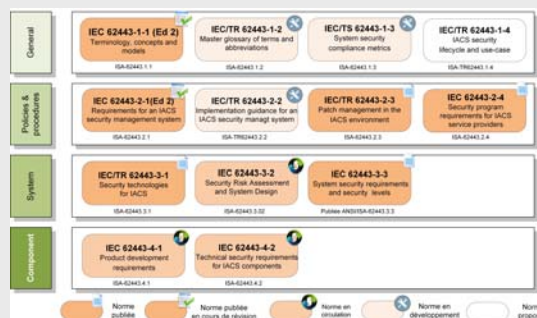 General
IEC 62443-1-1 (Ed 2)
Terminology, concepts and
models
ISA-62443.1.1
IEC/TR 62443-1-2
Master glossary of terms and
abbreviations
ISA-62443.1.2
IEC/TS 62443-1-3
System security
compliance metrics
ISA-62443.1.3
IEC/TR 62443-1-4
IACS security
lifecycle and use-case
ISA-TR62443.1.4
Policies &
procedures
IEC 62443-2-1(Ed 2)
Requirements for an IACS
security management system
ISA-62443.2.1
IEC/TR 62443-2-2
Implementation guidance for an
IACS security managt system
ISA-TR62443.2.2
IEC/TR 62443-2-3
Patch management in the
IACS environment
ISA-62443.2.3
IEC 62443-2-4
Security program
requirements for IACS
service providers
ISA-62443.2.4
System
IEC/TR 62443-3-1
Security technologies
for IACS
ISA-62443.3.1
IEC 62443-3-2
Security Risk Assessment
and System Design
ISA-62443.3.02
IEC 62443-3-3
System security requirements
and security levels
Publiée ANSI/ISA-62443.3.3
Component
IEC 62443-4-1
Product development
requirements
ISA-62443.4.1
IEC 62443-4-2
Technical security requirements
for IACS components
ISA-62443.4.2
Norme
publiée
Norme publiée
en cours de révision
Norme en
circulation
Norme en
développement
Norme